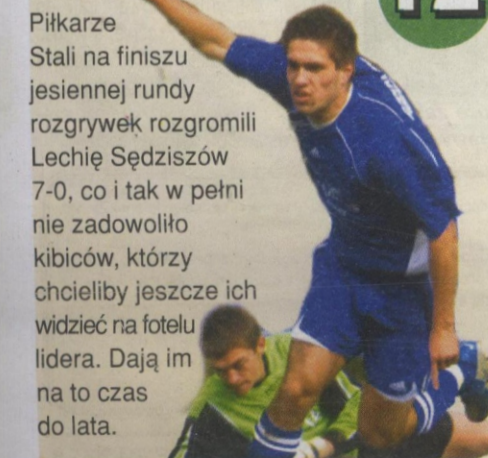 Piłkarze
Stali na finiszu
jesiennej rundy
rozgrywek rozgromili
Lechię Sędziszów
7-0, co i tak w pełni
nie zadowoliło
kibiców, którzy
chcieliby jeszcze ich
widzieć na fotelu
lidera. Dają im
na to czas
do lata.